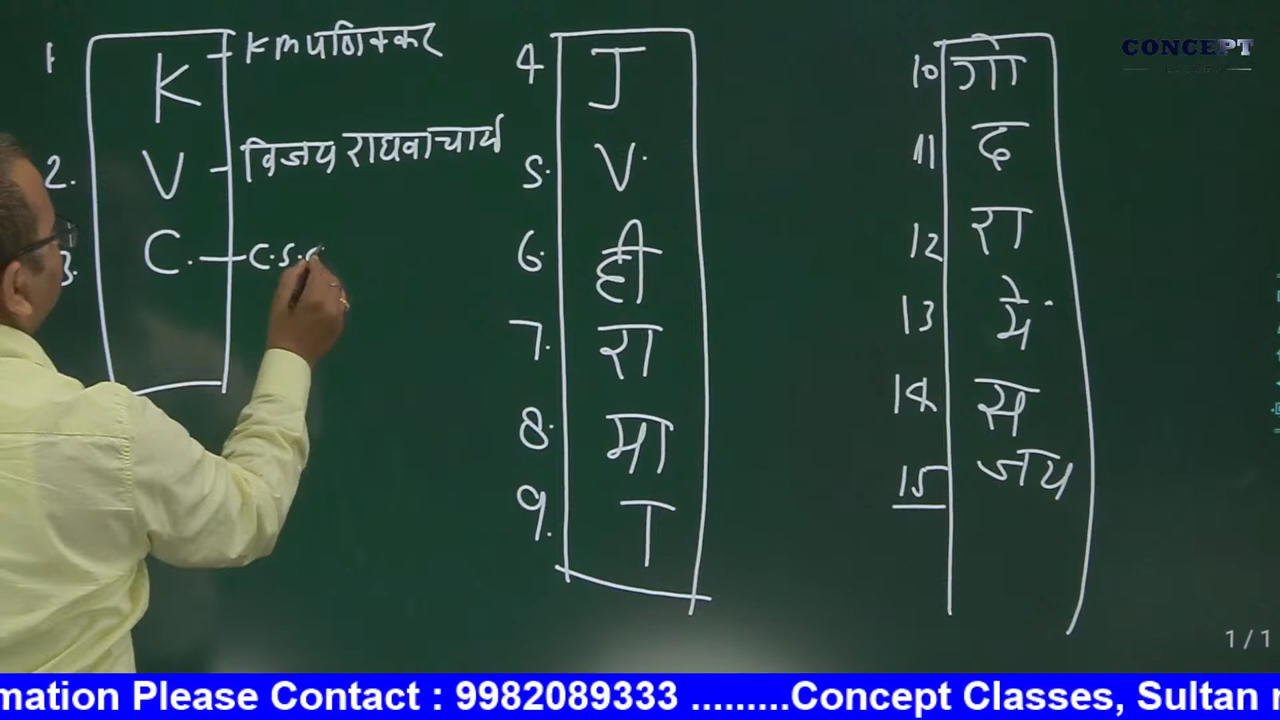 1 K - K m पणिक्कर
2. V - विजय राघवाचार्य
3. C. - C.S.
4 J
5. V.
6. ही
7. रा
8. मा
9. T
10 गो
11 द
12 रा
13 मे
14 स
15 जय
CONCEPT
1/1
mation Please Contact : 9982089333 .........Concept Classes, Sultan